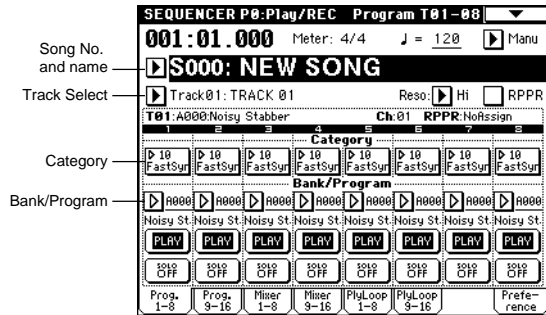 SEQUENCER P0:Play/REC Program T01-08
001:01.000 Meter: 4/4 ♩ = 120 Manu
Song No.
and name
S000: NEW SONG
Track Select
Track01: TRACK 01 Reso: Hi RPPR
T01:A000:Noisy Stabber Ch:01 RPPR:NoAssign
1 2 3 4 5 6 7 8
Category
Category
10 10 10 10 10 10 10 10
FastSyn FastSyn FastSyn FastSyn FastSyn FastSyn FastSyn FastSyn
Bank/Program
Bank/Program
A000 A000 A000 A000 A000 A000 A000 A000
Noisy St. Noisy St. Noisy St. Noisy St. Noisy St. Noisy St. Noisy St. Noisy St.
PLAY PLAY PLAY PLAY PLAY PLAY PLAY PLAY
SOLO SOLO SOLO SOLO SOLO SOLO SOLO SOLO
OFF OFF OFF OFF OFF OFF OFF OFF
Prog. Prog. Mixer Mixer PlyLoop PlyLoop Prefe-
1-8 9-16 1-8 9-16 1-8 9-16 rence